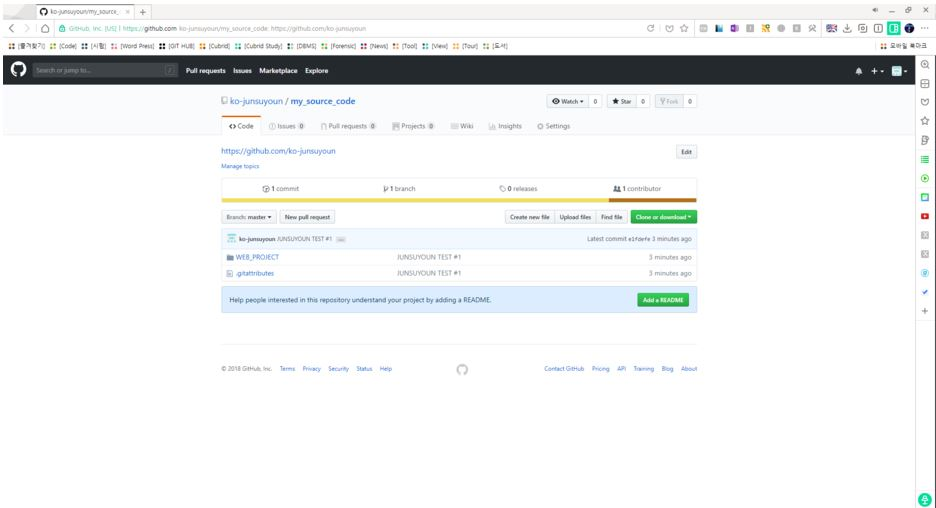 ko-junsuyoun/my_source_
GitHub, Inc. [US] | https://github.com ko-junsuyoun/my_source_code: https://github.com/ko-junsuyoun
[즐겨찾기] [Code] [시험] [Word Press] [GIT HUB] [Cubrid] [Cubrid Study] [DBMS] [Forensic] [News] [Tool] [View] [Tour] [도서] 모바일 북마크
Search or jump to... / Pull requests Issues Marketplace Explore
ko-junsuyoun / my_source_code Watch 0 Star 0 Fork 0
Code Issues 0 Pull requests 0 Projects 0 Wiki Insights Settings
https://github.com/ko-junsuyoun Edit
Manage topics
1 commit 1 branch 0 releases 1 contributor
Branch: master New pull request Create new file Upload files Find file Clone or download
ko-junsuyoun JUNSUYOUN TEST #1 ... Latest commit e1fdefe 3 minutes ago
WEB_PROJECT JUNSUYOUN TEST #1 3 minutes ago
.gitattributes JUNSUYOUN TEST #1 3 minutes ago
Help people interested in this repository understand your project by adding a README. Add a README
© 2018 GitHub, Inc. Terms Privacy Security Status Help Contact GitHub Pricing API Training Blog About